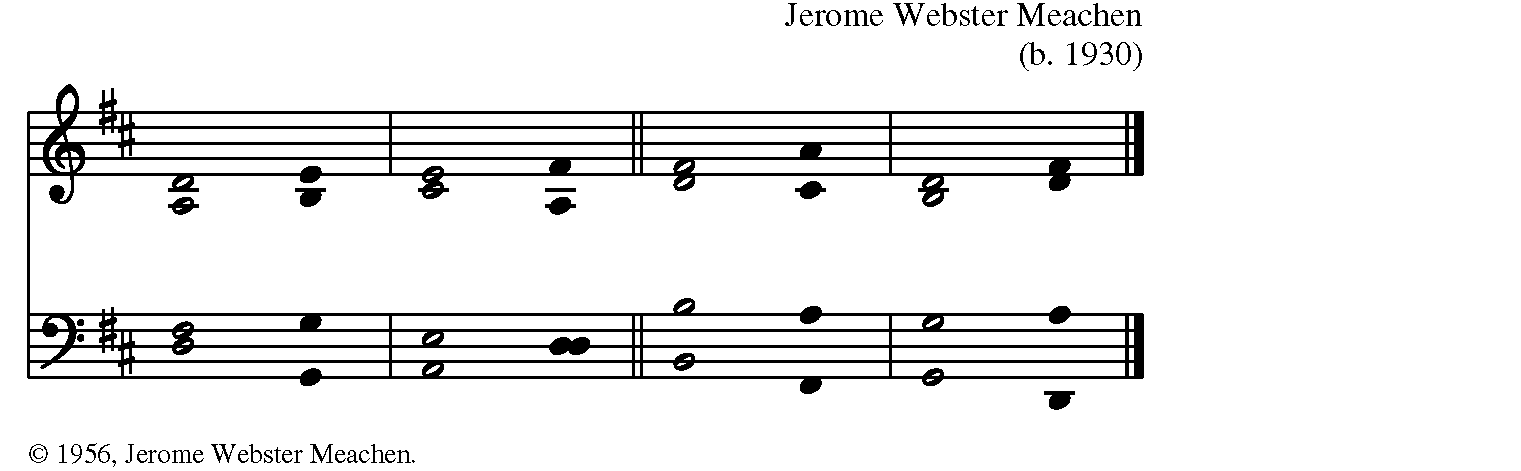 Jerome Webster Meachen
(b. 1930)
© 1956, Jerome Webster Meachen.